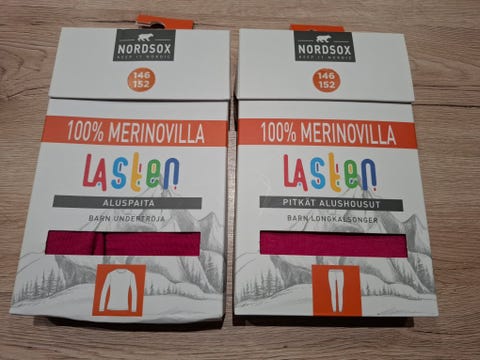 NORDSOX
KEEP IT NORDIC
146
152
100% MERINOVILLA
LASTEN
ALUSPAITA
BARN UNDERTRÖJA
NORDSOX
KEEP IT NORDIC
146
152
100% MERINOVILLA
LASTEN
PITKÄT ALUSHOUSUT
BARN LONGKALSONGER